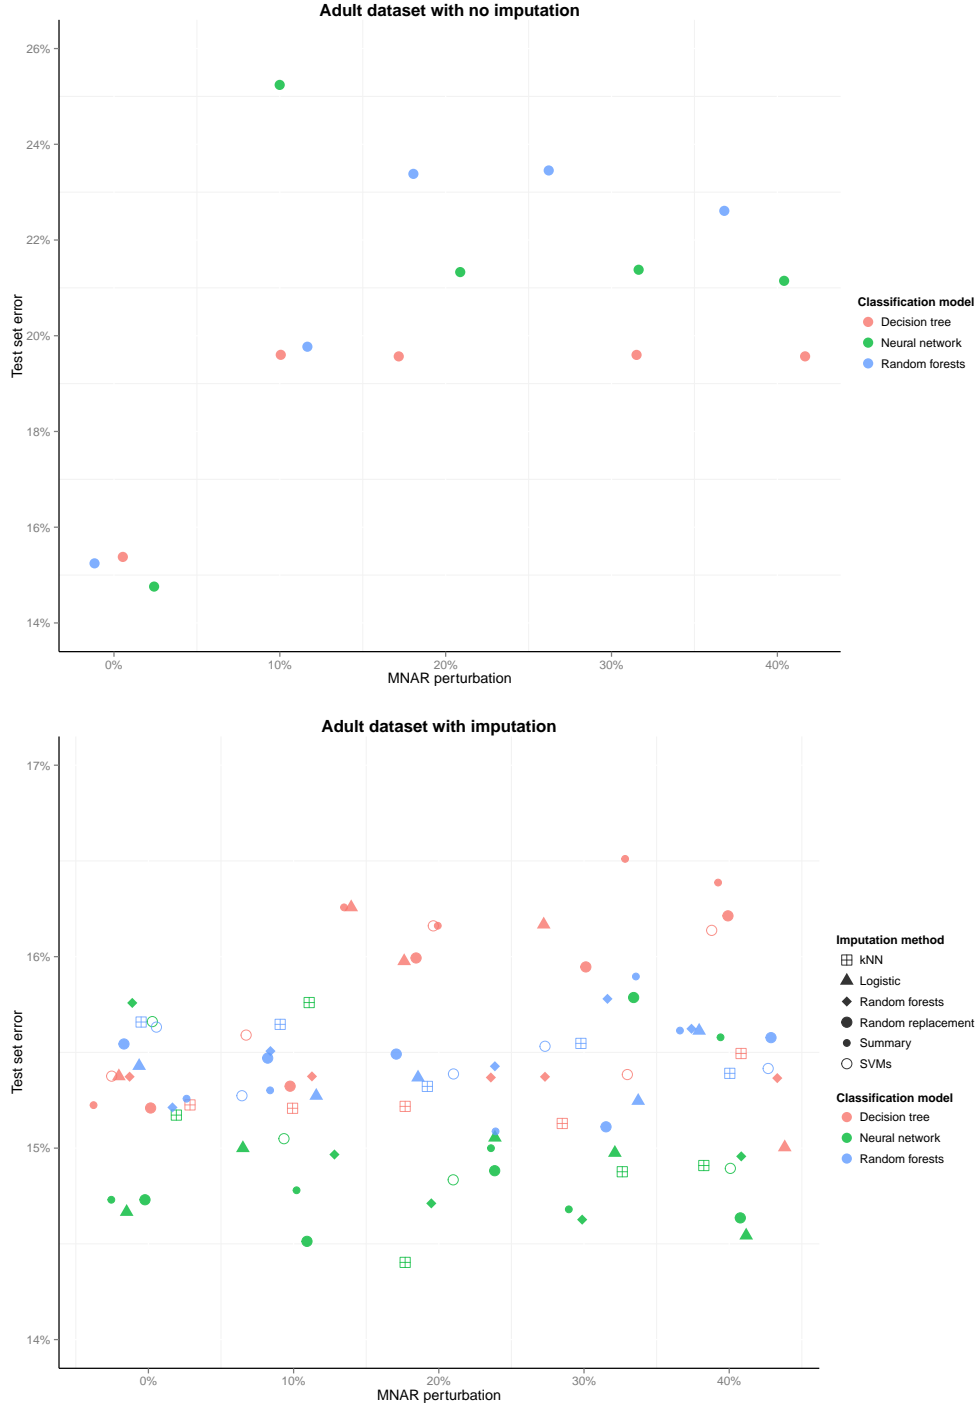 Adult dataset with no imputation
26%
24%
22%
20%
18%
16%
14%
Test set error
0% 10% 20% 30% 40%
MNAR perturbation
Classification model
Decision tree
Neural network
Random forests
Adult dataset with imputation
17%
16%
15%
14%
Test set error
0% 10% 20% 30% 40%
MNAR perturbation
Imputation method
kNN
Logistic
Random forests
Random replacement
Summary
SVMs
Classification model
Decision tree
Neural network
Random forests